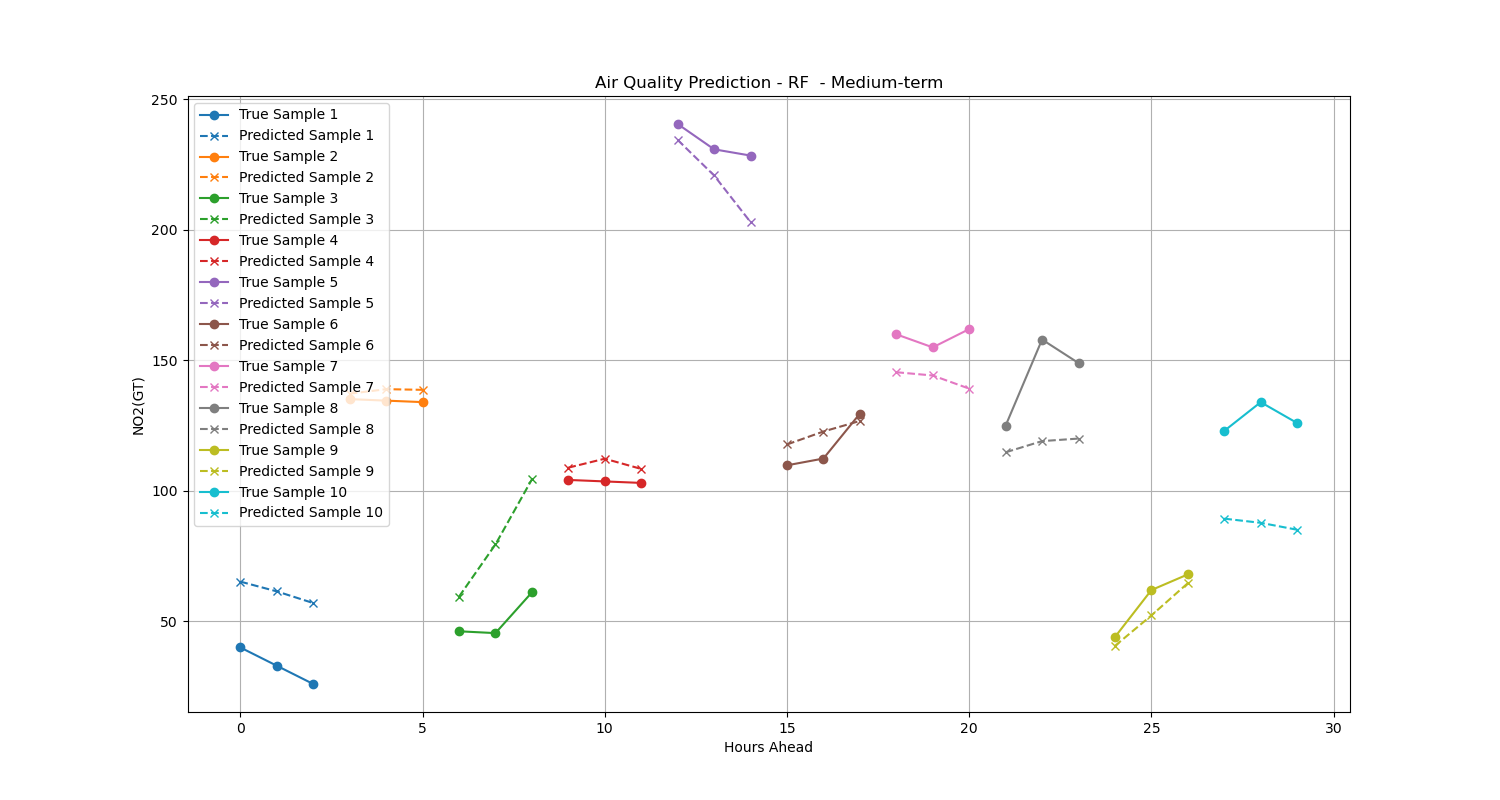 Air Quality Prediction - RF  - Medium-term
250
200
150
100
50
NO2(GT)
True Sample 1
Predicted Sample 1
True Sample 2
Predicted Sample 2
True Sample 3
Predicted Sample 3
True Sample 4
Predicted Sample 4
True Sample 5
Predicted Sample 5
True Sample 6
Predicted Sample 6
True Sample 7
Predicted Sample 7
True Sample 8
Predicted Sample 8
True Sample 9
Predicted Sample 9
True Sample 10
Predicted Sample 10
0 5 10 15 20 25 30
Hours Ahead